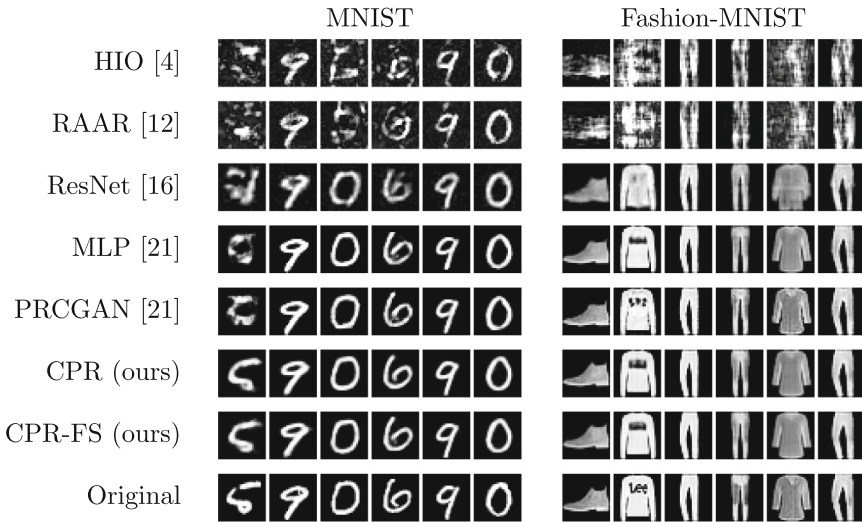 MNIST Fashion-MNIST
HIO [4]
RAAR [12]
ResNet [16]
MLP [21]
PRCGAN [21]
CPR (ours)
CPR-FS (ours)
Original
Lee